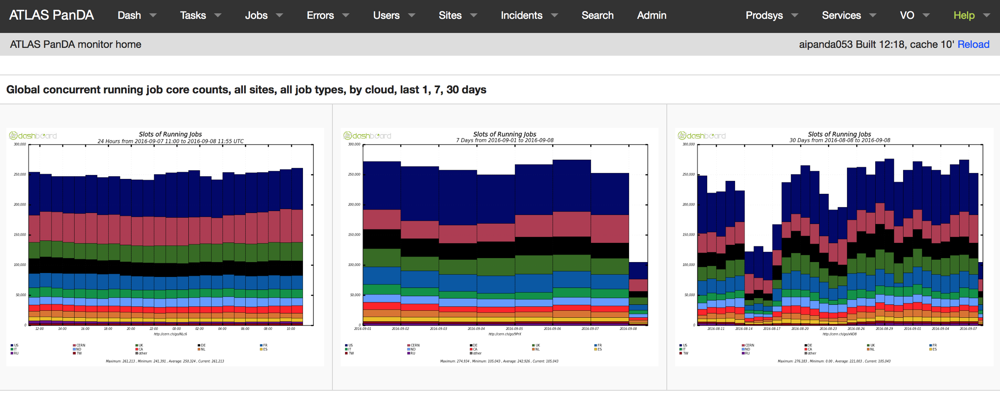 ATLAS PanDA Dash Tasks Jobs Errors Users Sites Incidents Search Admin Prodsys Services VO Help
ATLAS PanDA monitor home aipanda053 Built 12:18, cache 10' Reload
Global concurrent running job core counts, all sites, all job types, by cloud, last 1, 7, 30 days
dashboard
Slots of Running Jobs
24 Hours from 2016-09-07 11:00 to 2016-09-08 11:55 UTC
300,000
250,000
200,000
150,000
100,000
50,000
0
12:00 14:00 16:00 18:00 20:00 22:00 00:00 02:00 04:00 06:00 08:00 10:00
http://cern.ch/go/NLc6
US CERN UK DE FR
IT ND CA NL ES
RU TW other
Maximum: 261,213 , Minimum: 241,391 , Average: 250,324 , Current: 261,213
dashboard
Slots of Running Jobs
7 Days from 2016-09-01 to 2016-09-08
300,000
250,000
200,000
150,000
100,000
50,000
0
2016-09-01 2016-09-02 2016-09-03 2016-09-04 2016-09-05 2016-09-06 2016-09-07 2016-09-08
http://cern.ch/go/9PrX
US CERN DE UK FR
IT ND CA NL ES
TW RU other
Maximum: 274,934 , Minimum: 105,043 , Average: 242,926 , Current: 105,043
dashboard
Slots of Running Jobs
30 Days from 2016-08-08 to 2016-09-08
300,000
250,000
200,000
150,000
100,000
50,000
0
2016-08-11 2016-08-14 2016-08-17 2016-08-20 2016-08-23 2016-08-26 2016-08-29 2016-09-01 2016-09-04 2016-09-07
http://cern.ch/go/xND8
US CERN DE UK FR
IT ND CA NL ES
TW RU other
Maximum: 276,183 , Minimum: 0.00 , Average: 221,003 , Current: 105,043